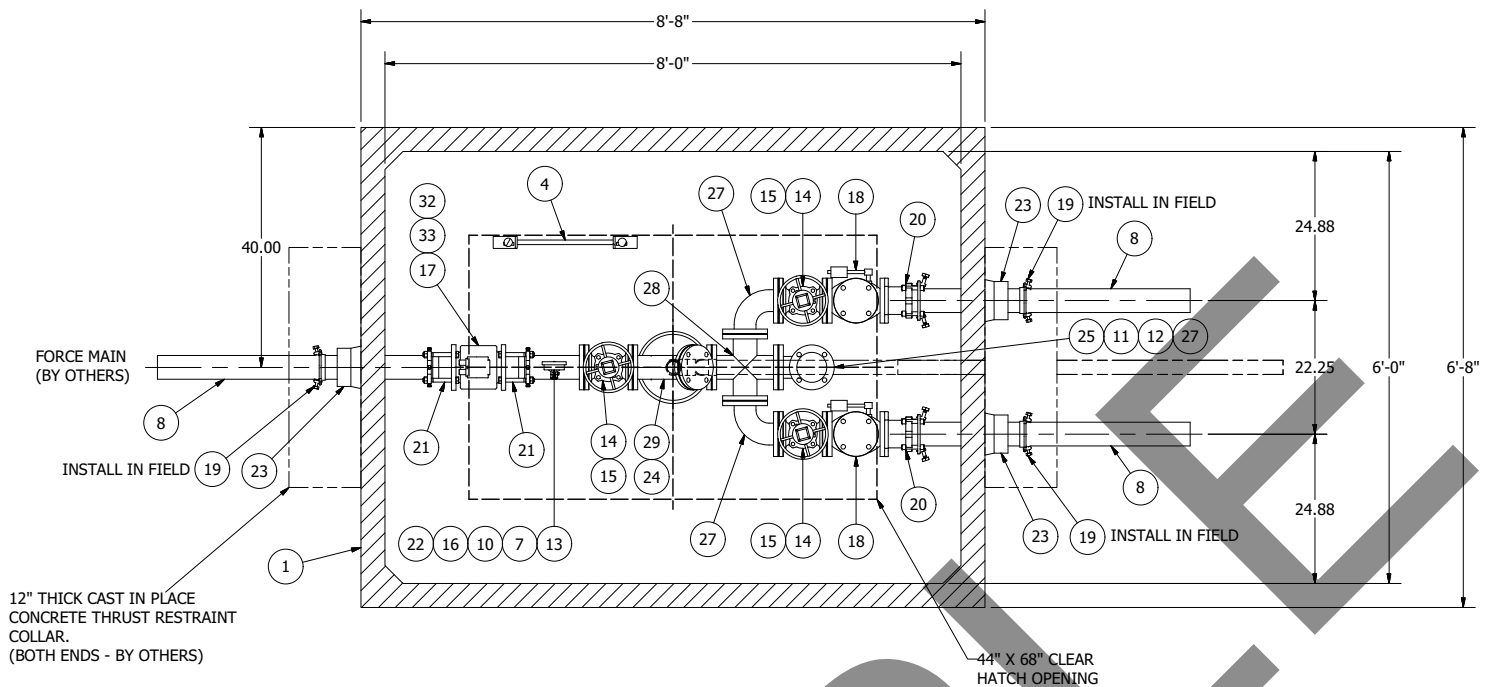 8'-8"
8'-0"
40.00
32
33
17
4
27
15 14
18
20
23
19 INSTALL IN FIELD
8
24.88
28
25 11 12 27
FORCE MAIN
(BY OTHERS)
22.25
6'-0"
6'-8"
8
INSTALL IN FIELD 19 23
21
21
14
15
29
24
27
15 14
18
20
23
19 INSTALL IN FIELD
8
24.88
22 16 10 7 13
1
12" THICK CAST IN PLACE
CONCRETE THRUST RESTRAINT
COLLAR.
(BOTH ENDS - BY OTHERS)
44" X 68" CLEAR
HATCH OPENING